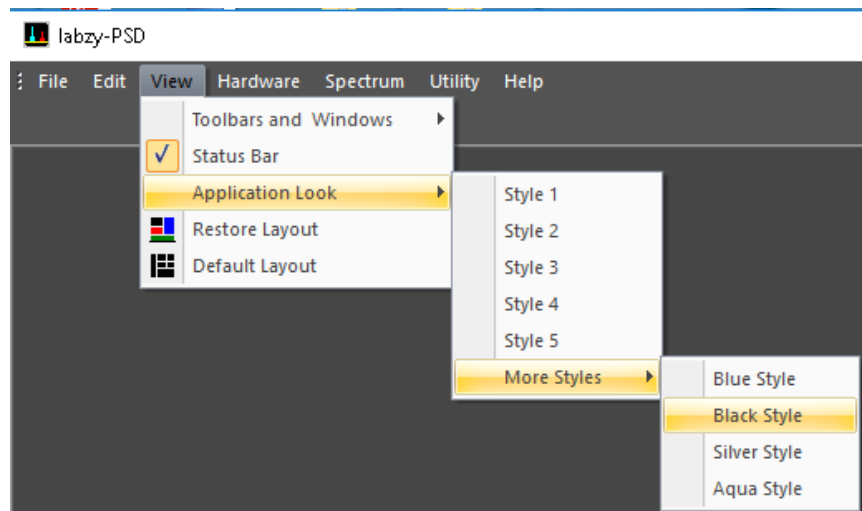 labzy-PSD
File Edit View Hardware Spectrum Utility Help
Toolbars and Windows
Status Bar
Application Look
Restore Layout
Default Layout
Style 1
Style 2
Style 3
Style 4
Style 5
More Styles
Blue Style
Black Style
Silver Style
Aqua Style